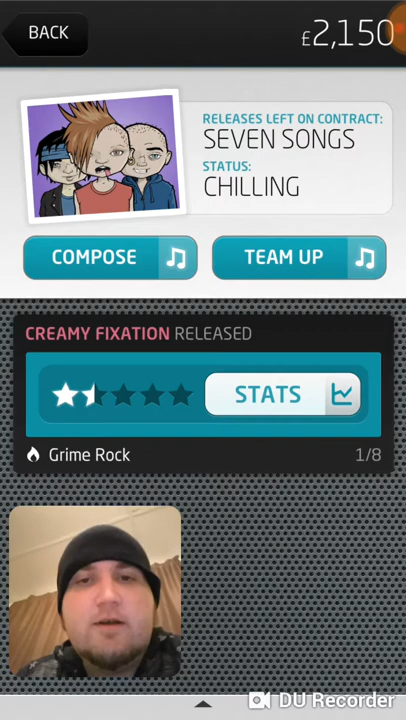 BACK
£2,150
RELEASES LEFT ON CONTRACT:
SEVEN SONGS
STATUS:
CHILLING
COMPOSE
TEAM UP
CREAMY FIXATION RELEASED
STATS
Grime Rock
1/8
DU Recorder